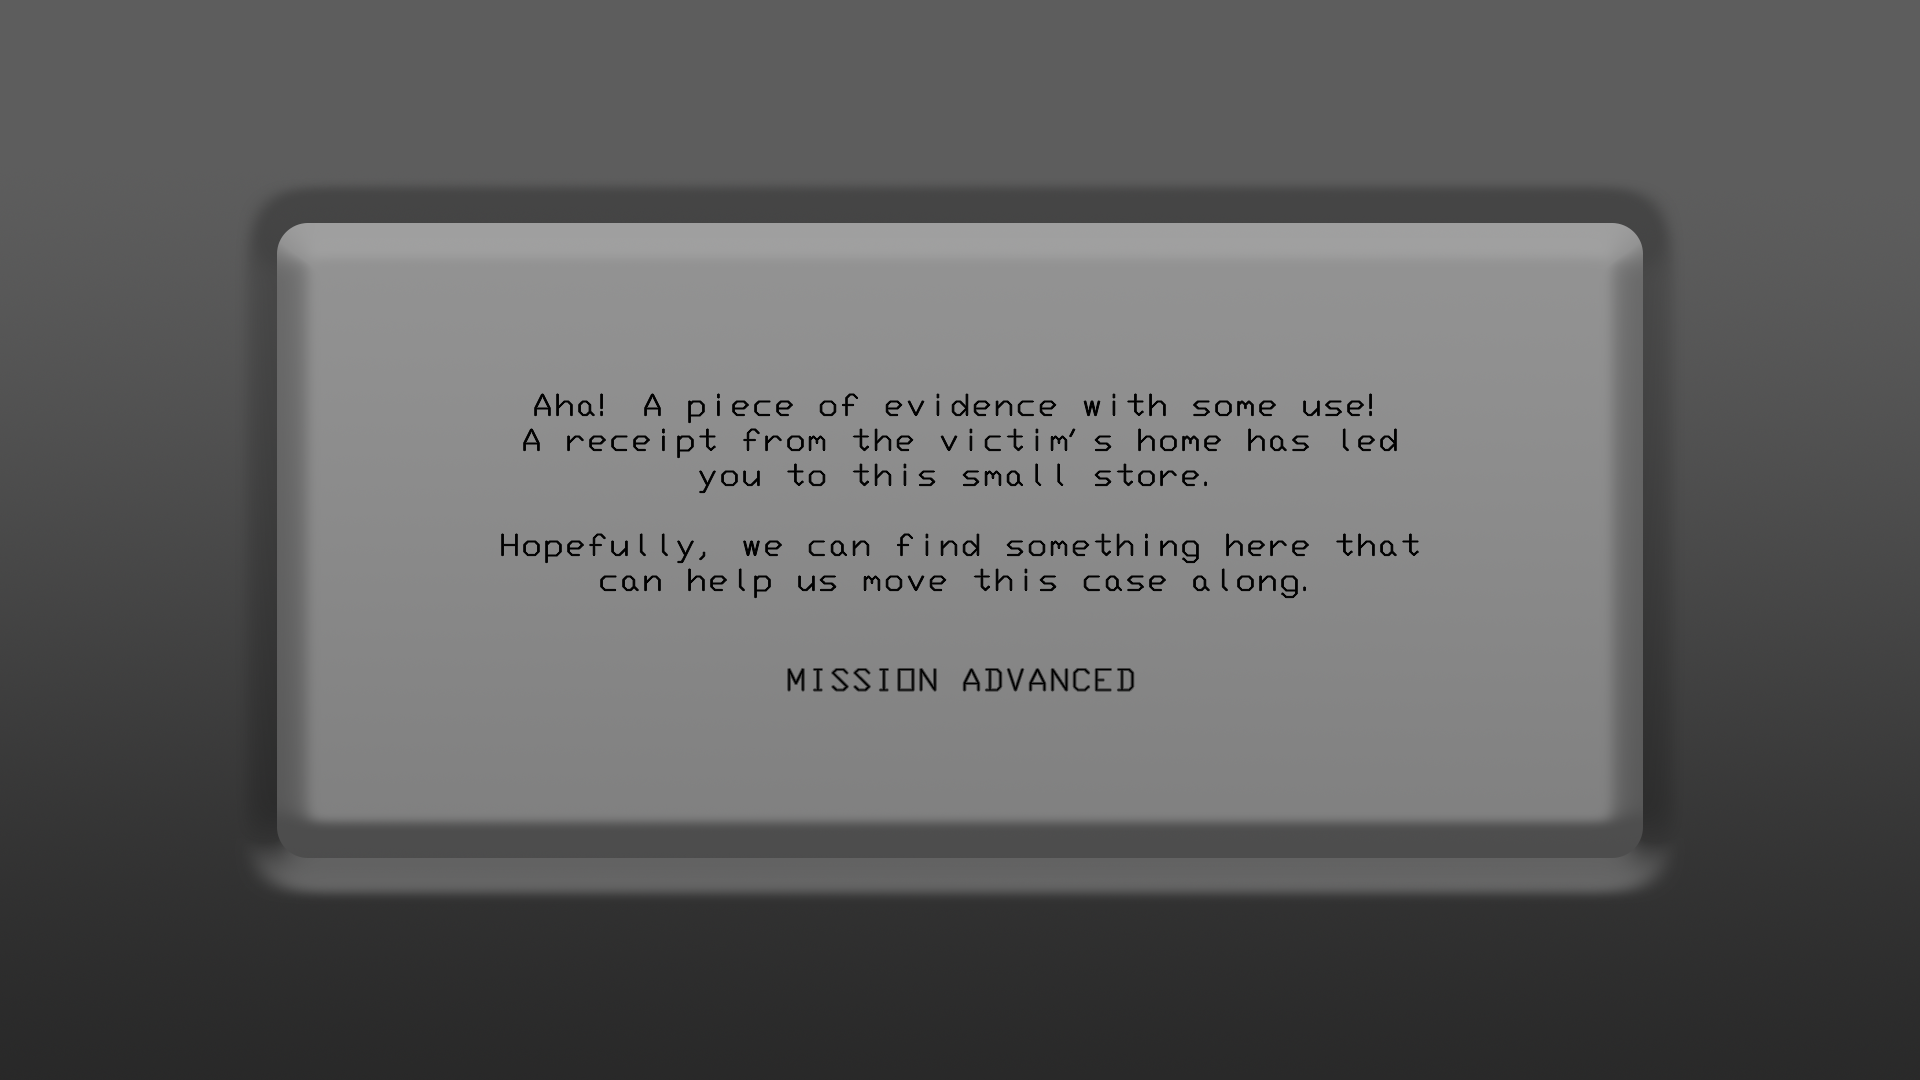 Aha! A piece of evidence with some use!
A receipt from the victim's home has led
you to this small store.
Hopefully, we can find something here that
can help us move this case along.
MISSION ADVANCED